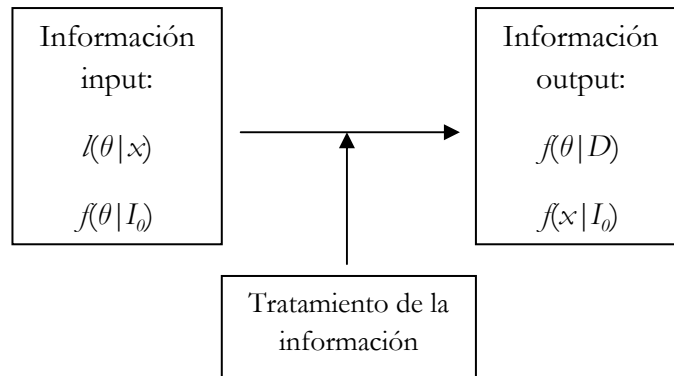 Información
input:
l(θ|x)
f(θ|I₀)
Información
output:
f(θ|D)
f(x|I₀)
Tratamiento de la
información